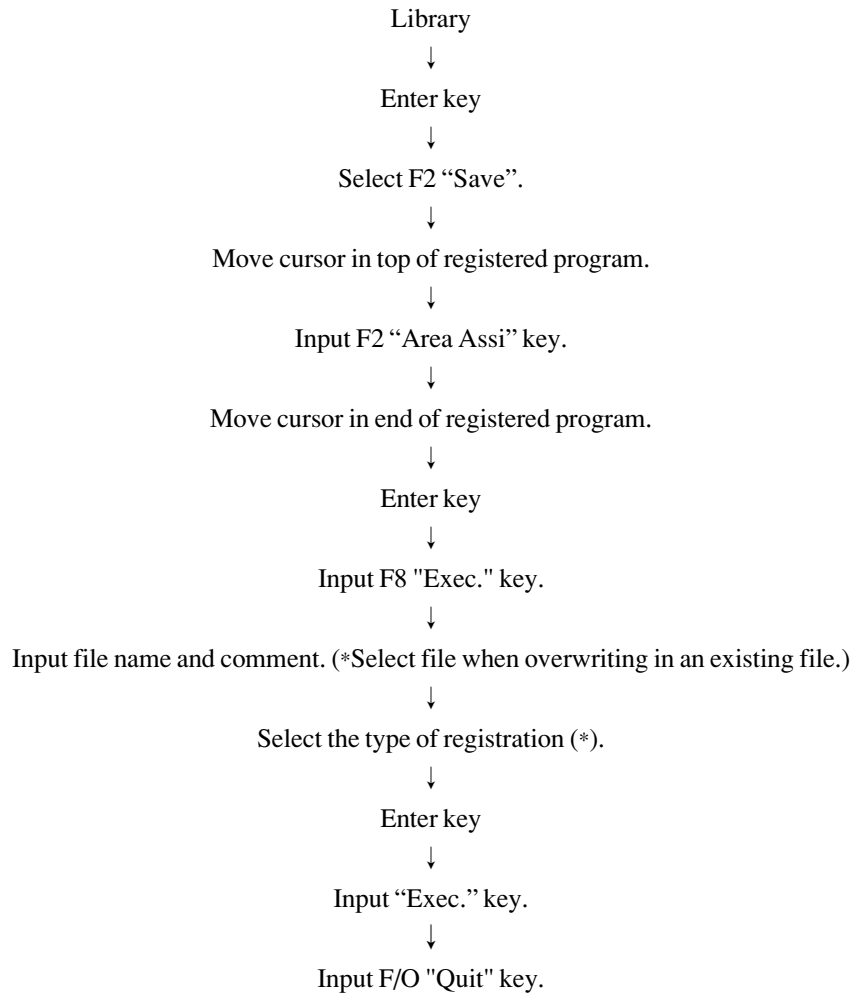 Library
↓
Enter key
↓
Select F2 “Save”.
↓
Move cursor in top of registered program.
↓
Input F2 “Area Assi” key.
↓
Move cursor in end of registered program.
↓
Enter key
↓
Input F8 "Exec." key.
↓
Input file name and comment. (*Select file when overwriting in an existing file.)
↓
Select the type of registration (*).
↓
Enter key
↓
Input “Exec.” key.
↓
Input F/O "Quit" key.